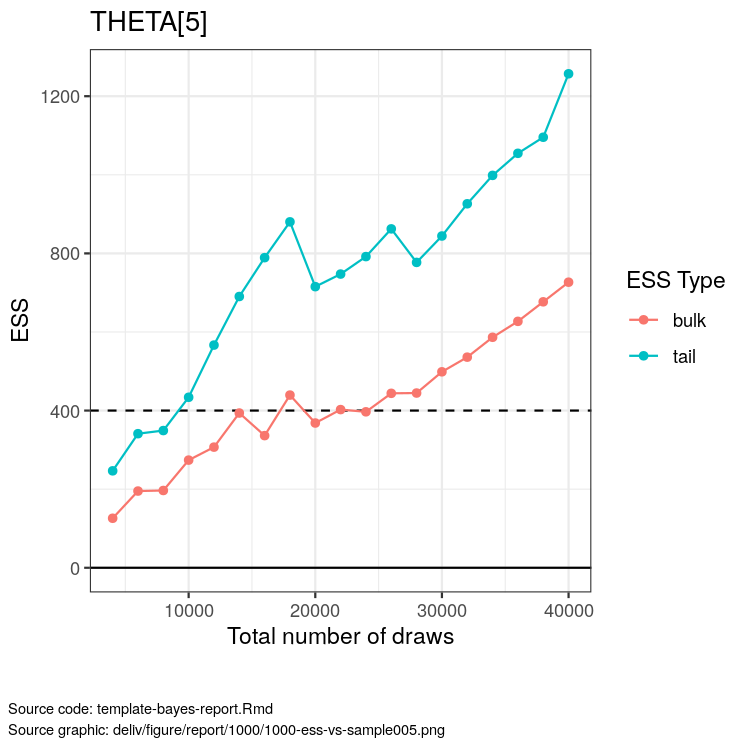 THETA[5]
1200
800
400
0
ESS
10000 20000 30000 40000
Total number of draws
ESS Type
bulk
tail
Source code: template-bayes-report.Rmd
Source graphic: deliv/figure/report/1000/1000-ess-vs-sample005.png